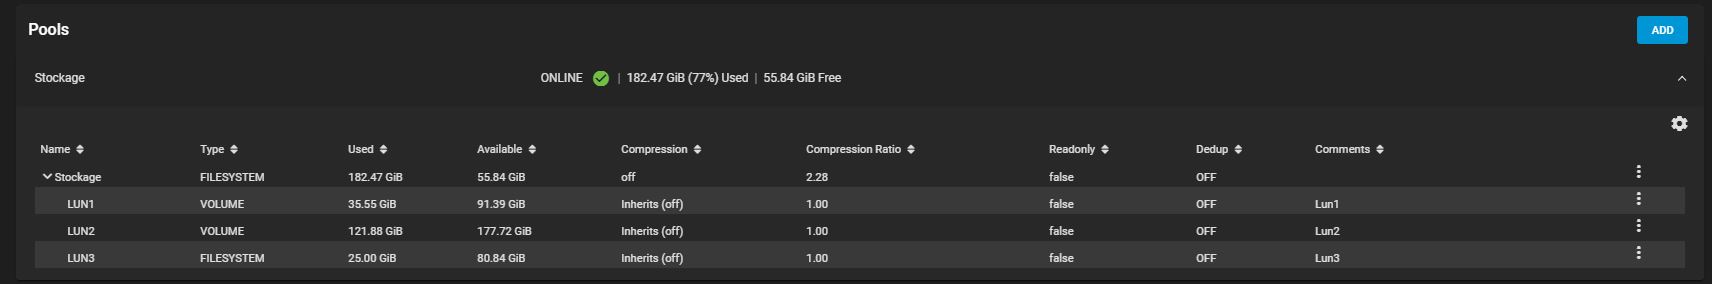 Pools
ADD
Stockage ONLINE | 182.47 GiB (77%) Used | 55.84 GiB Free
Name Type Used Available Compression Compression Ratio Readonly Dedup Comments
Stockage FILESYSTEM 182.47 GiB 55.84 GiB off 2.28 false OFF
LUN1 VOLUME 35.55 GiB 91.39 GiB Inherits (off) 1.00 false OFF Lun1
LUN2 VOLUME 121.88 GiB 177.72 GiB Inherits (off) 1.00 false OFF Lun2
LUN3 FILESYSTEM 25.00 GiB 80.84 GiB Inherits (off) 1.00 false OFF Lun3